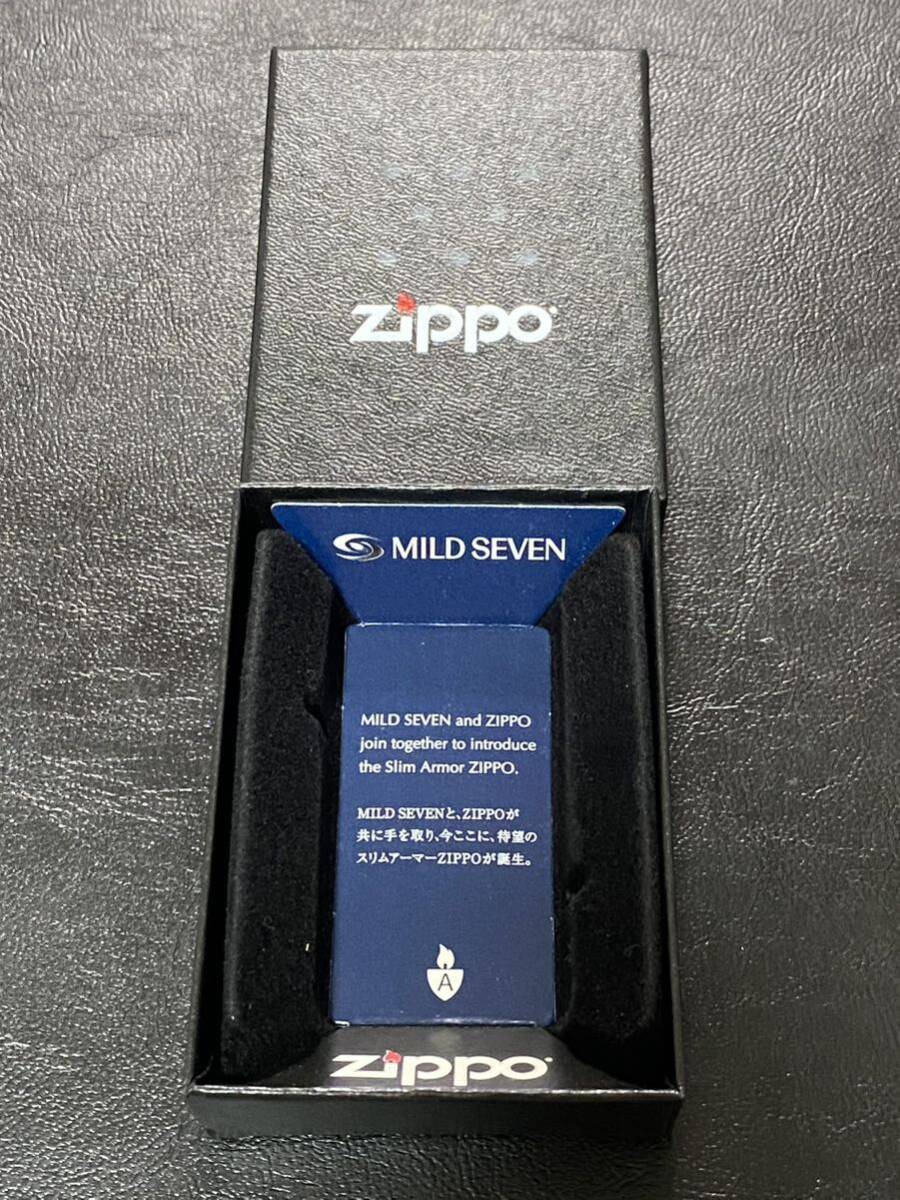 zippo
MILD SEVEN
MILD SEVEN and ZIPPO
join together to introduce
the Slim Armor ZIPPO.
MILD SEVENと、ZIPPOが
共に手を取り、今ここに、待望の
スリムアーマーZIPPOが誕生。
A
zippo